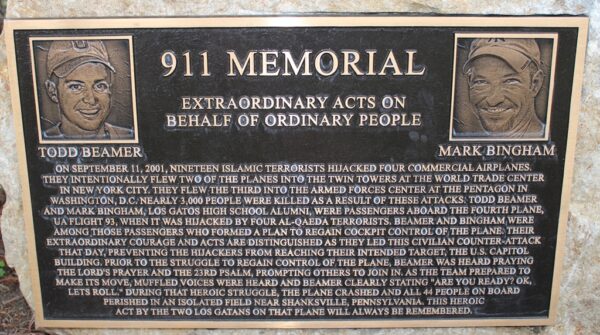 911 MEMORIAL
EXTRAORDINARY ACTS ON
BEHALF OF ORDINARY PEOPLE
TODD BEAMER
MARK BINGHAM
ON SEPTEMBER 11, 2001, NINETEEN ISLAMIC TERRORISTS HIJACKED FOUR COMMERCIAL AIRPLANES.
THEY INTENTIONALLY FLEW TWO OF THE PLANES INTO THE TWIN TOWERS AT THE WORLD TRADE CENTER
IN NEW YORK CITY. THEY FLEW THE THIRD INTO THE ARMED FORCES CENTER AT THE PENTAGON IN
WASHINGTON, D.C. NEARLY 3,000 PEOPLE WERE KILLED AS A RESULT OF THESE ATTACKS. TODD BEAMER
AND MARK BINGHAM, LOS GATOS HIGH SCHOOL ALUMNI, WERE PASSENGERS ABOARD THE FOURTH PLANE,
UA FLIGHT 93, WHEN IT WAS HIJACKED BY FOUR AL-QAEDA TERRORISTS. BEAMER AND BINGHAM WERE
AMONG THOSE PASSENGERS WHO FORMED A PLAN TO REGAIN COCKPIT CONTROL OF THE PLANE. THEIR
EXTRAORDINARY COURAGE AND ACTS ARE DISTINGUISHED AS THEY LED THIS CIVILIAN COUNTER-ATTACK
THAT DAY, PREVENTING THE HIJACKERS FROM REACHING THEIR INTENDED TARGET, THE U.S. CAPITOL
BUILDING. PRIOR TO THE STRUGGLE TO REGAIN CONTROL OF THE PLANE, BEAMER WAS HEARD PRAYING
THE LORD'S PRAYER AND THE 23RD PSALM, PROMPTING OTHERS TO JOIN IN. AS THE TEAM PREPARED TO
MAKE ITS MOVE, MUFFLED VOICES WERE HEARD AND BEAMER CLEARLY STATING "ARE YOU READY? OK,
LETS ROLL." DURING THAT HEROIC STRUGGLE, THE PLANE CRASHED AND ALL 44 PEOPLE ON BOARD
PERISHED IN AN ISOLATED FIELD NEAR SHANKSVILLE, PENNSYLVANIA. THIS HEROIC
ACT BY THE TWO LOS GATANS ON THAT PLANE WILL ALWAYS BE REMEMBERED.